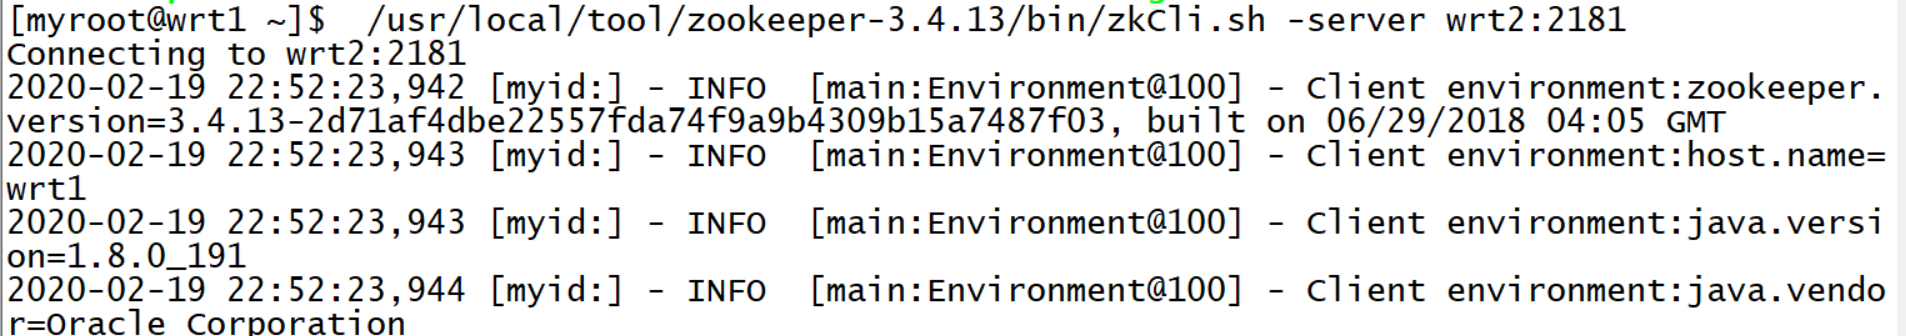 [myroot@wrt1 ~]$  /usr/local/tool/zookeeper-3.4.13/bin/zkCli.sh -server wrt2:2181
Connecting to wrt2:2181
2020-02-19 22:52:23,942 [myid:] - INFO  [main:Environment@100] - Client environment:zookeeper.
version=3.4.13-2d71af4dbe22557fda74f9a9b4309b15a7487f03, built on 06/29/2018 04:05 GMT
2020-02-19 22:52:23,943 [myid:] - INFO  [main:Environment@100] - Client environment:host.name=
wrt1
2020-02-19 22:52:23,943 [myid:] - INFO  [main:Environment@100] - Client environment:java.versi
on=1.8.0_191
2020-02-19 22:52:23,944 [myid:] - INFO  [main:Environment@100] - Client environment:java.vendo
r=Oracle Corporation